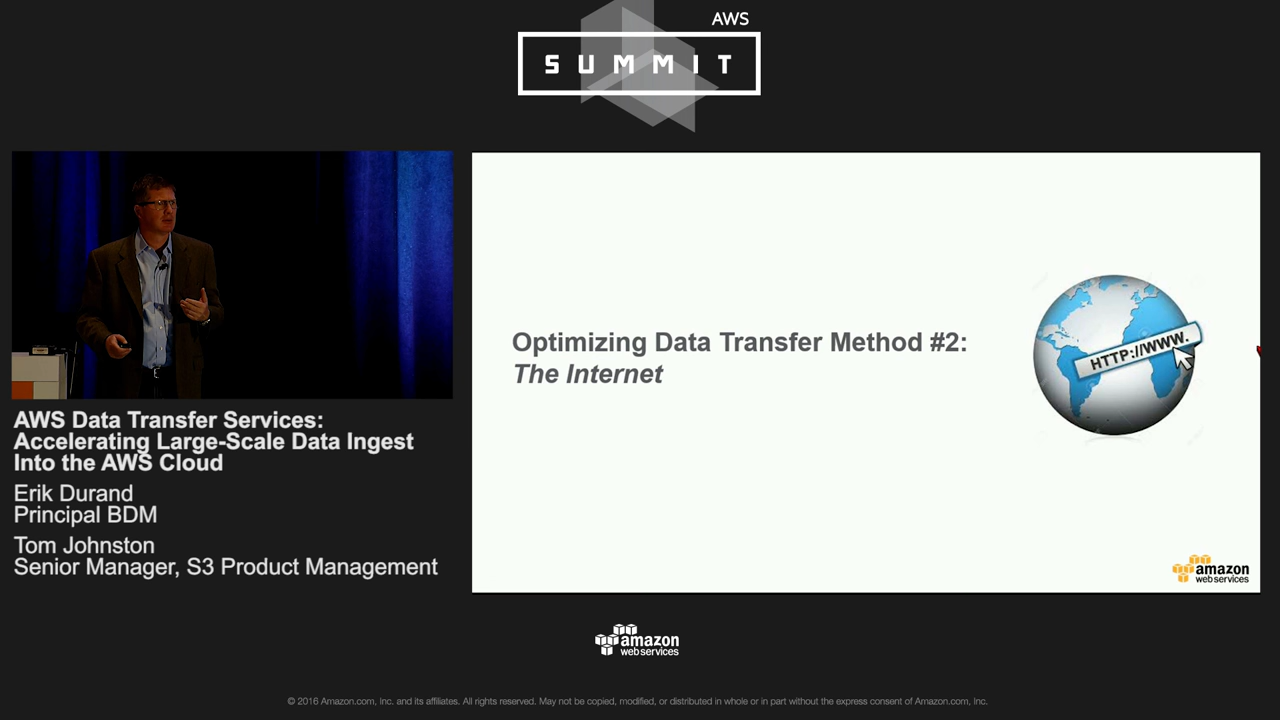 AWS
SUMMIT
Optimizing Data Transfer Method #2:
The Internet
HTTP://WWW.
amazon
web services
AWS Data Transfer Services:
Accelerating Large-Scale Data Ingest
Into the AWS Cloud
Erik Durand
Principal BDM
Tom Johnston
Senior Manager, S3 Product Management
amazon
web services
© 2016 Amazon.com, Inc. and its affiliates. All rights reserved. May not be copied, modified, or distributed in whole or in part without the express consent of Amazon.com, Inc.